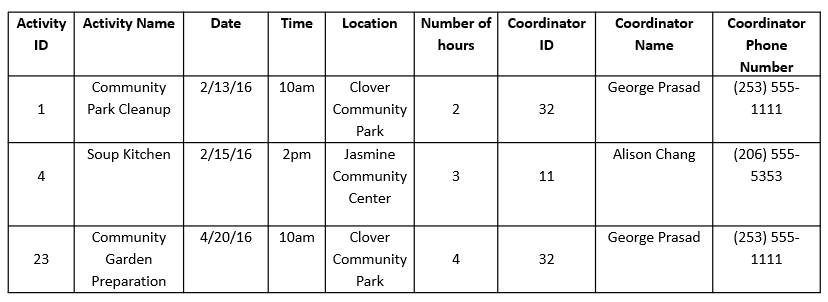 Activity ID | Activity Name | Date | Time | Location | Number of hours | Coordinator ID | Coordinator Name | Coordinator Phone Number
1 | Community Park Cleanup | 2/13/16 | 10am | Clover Community Park | 2 | 32 | George Prasad | (253) 555-1111
4 | Soup Kitchen | 2/15/16 | 2pm | Jasmine Community Center | 3 | 11 | Alison Chang | (206) 555-5353
23 | Community Garden Preparation | 4/20/16 | 10am | Clover Community Park | 4 | 32 | George Prasad | (253) 555-1111